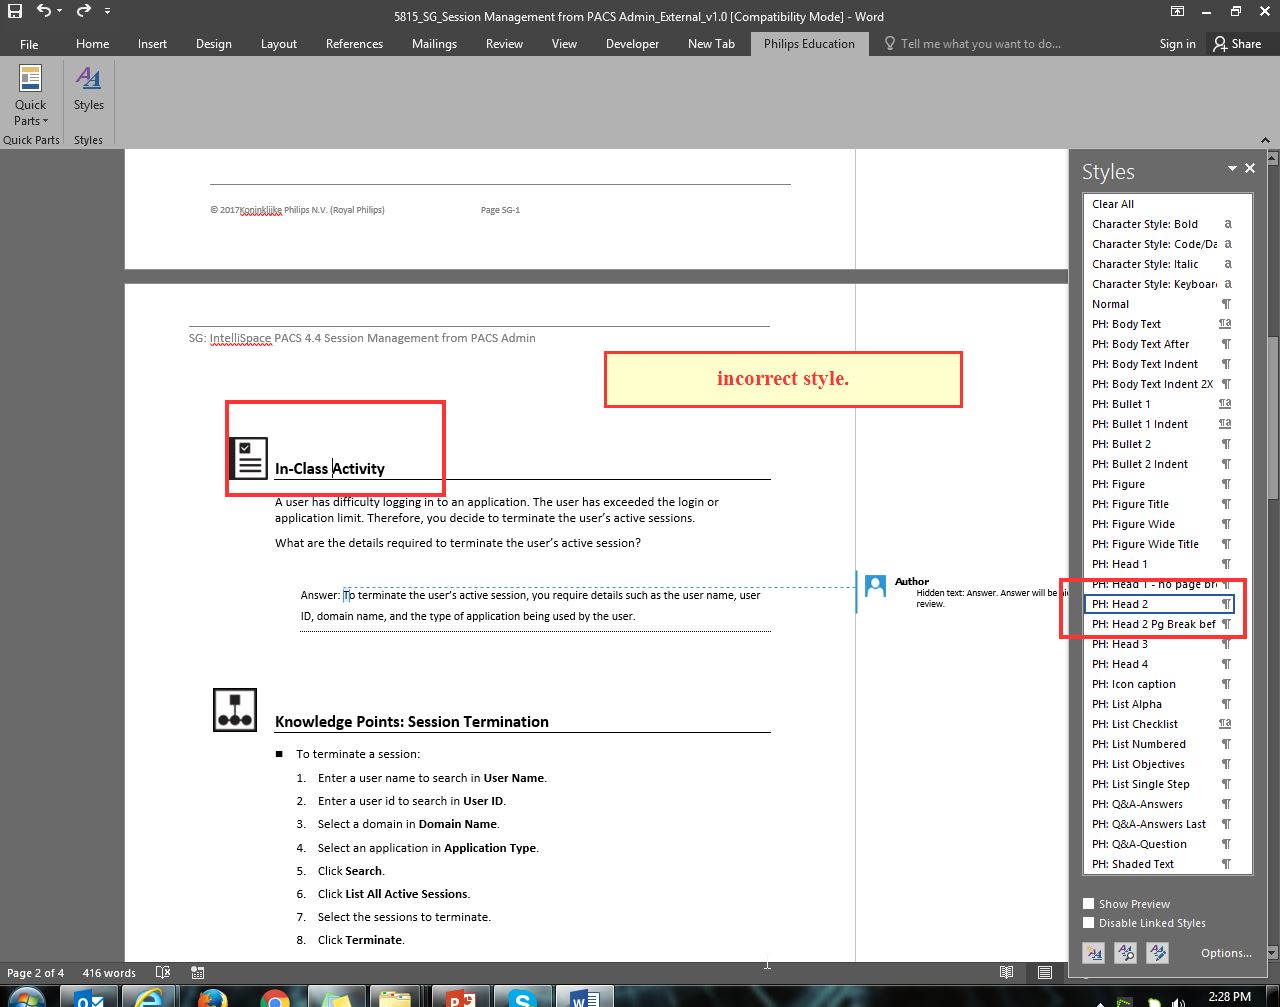 5815_SG_Session Management from PACS Admin_External_v1.0 [Compatibility Mode] - Word
File Home Insert Design Layout References Mailings Review View Developer New Tab Philips Education Tell me what you want to do... Sign in Share
Quick Parts
Styles
Quick Parts Styles
© 2017Koninklijke Philips N.V. (Royal Philips) Page SG-1
SG: IntelliSpace PACS 4.4 Session Management from PACS Admin
incorrect style.
In-Class Activity
A user has difficulty logging in to an application. The user has exceeded the login or
application limit. Therefore, you decide to terminate the user’s active sessions.
What are the details required to terminate the user’s active session?
Answer: To terminate the user’s active session, you require details such as the user name, user
ID, domain name, and the type of application being used by the user.
Author
Hidden text: Answer. Answer will be
review.
Knowledge Points: Session Termination
■ To terminate a session:
1. Enter a user name to search in User Name.
2. Enter a user id to search in User ID.
3. Select a domain in Domain Name.
4. Select an application in Application Type.
5. Click Search.
6. Click List All Active Sessions.
7. Select the sessions to terminate.
8. Click Terminate.
Styles
Clear All
Character Style: Bold a
Character Style: Code/Da a
Character Style: Italic a
Character Style: Keyboar a
Normal ¶
PH: Body Text ¶a
PH: Body Text After ¶
PH: Body Text Indent ¶
PH: Body Text Indent 2X ¶
PH: Bullet 1 ¶a
PH: Bullet 1 Indent ¶a
PH: Bullet 2 ¶
PH: Bullet 2 Indent ¶
PH: Figure ¶
PH: Figure Title ¶
PH: Figure Wide ¶
PH: Figure Wide Title ¶
PH: Head 1 ¶
PH: Head 1 - no page br ¶
PH: Head 2 ¶
PH: Head 2 Pg Break bef ¶
PH: Head 3 ¶
PH: Head 4 ¶
PH: Icon caption ¶
PH: List Alpha ¶
PH: List Checklist ¶a
PH: List Numbered ¶
PH: List Objectives ¶
PH: List Single Step ¶
PH: Q&A-Answers ¶
PH: Q&A-Answers Last ¶
PH: Q&A-Question ¶
PH: Shaded Text ¶
Show Preview
Disable Linked Styles
Options...
Page 2 of 4 416 words
2:28 PM